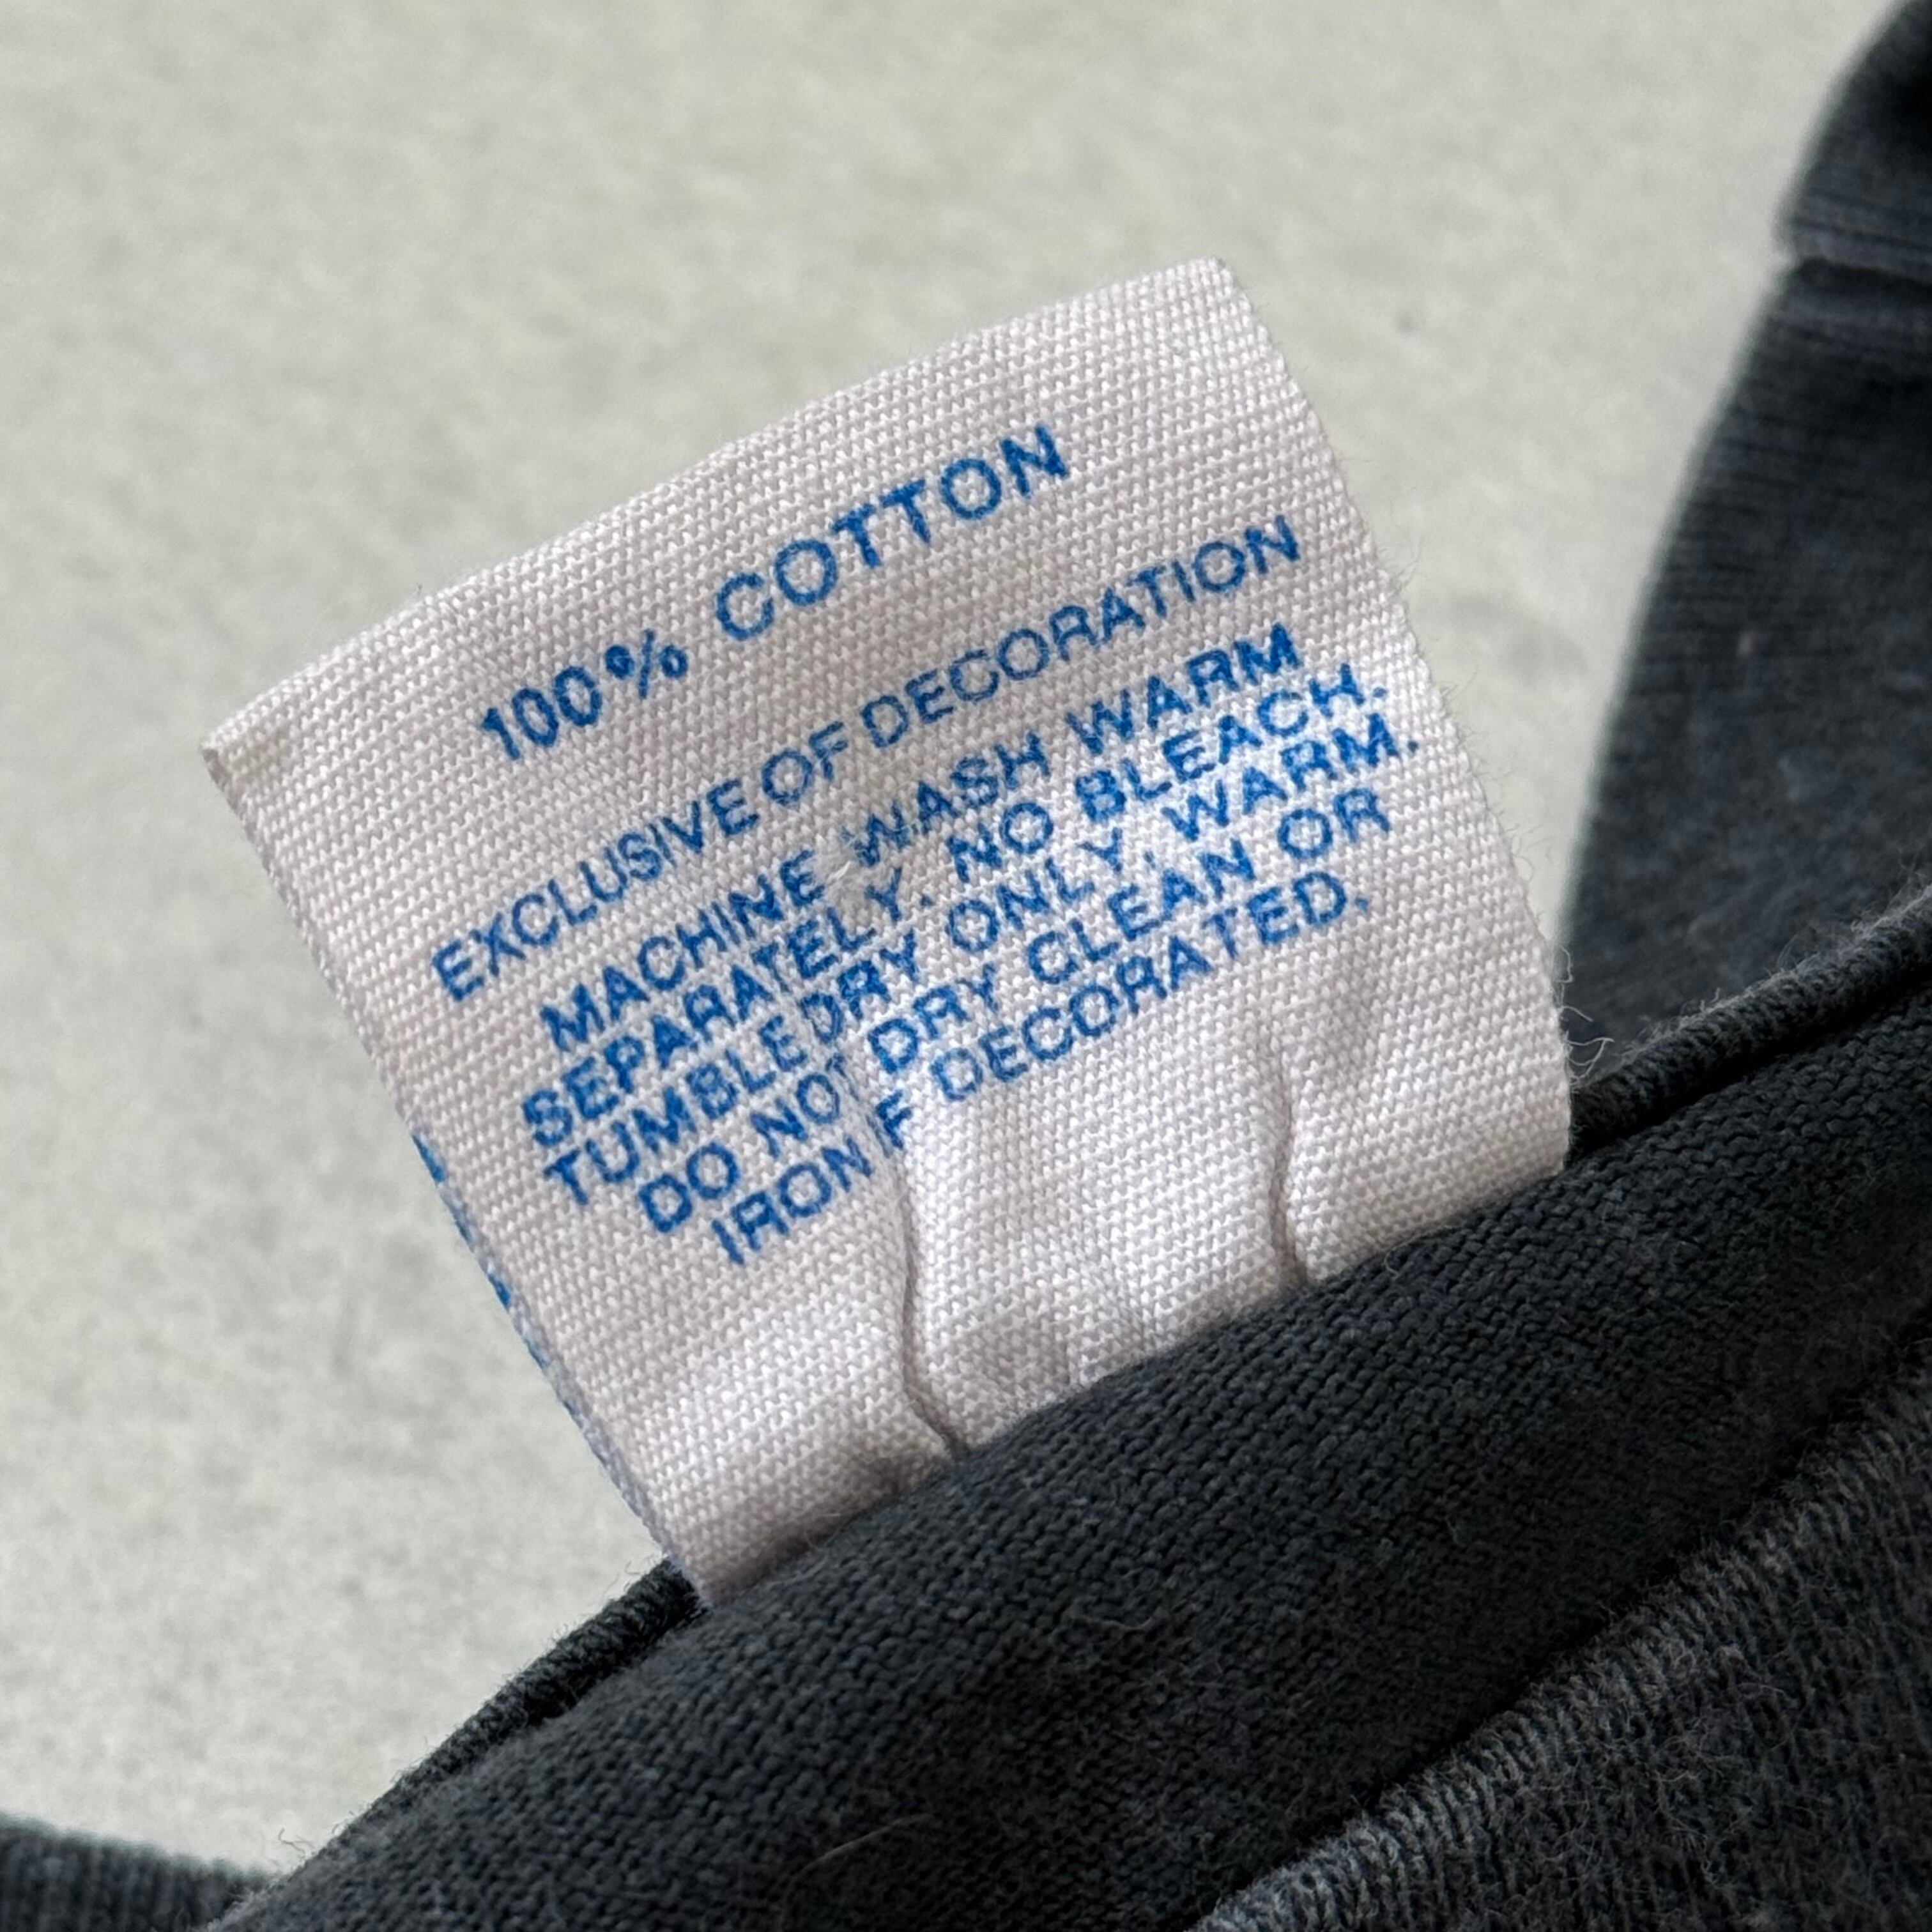 100% COTTON
EXCLUSIVE OF DECORATION
MACHINE WASH WARM
SEPARATELY. NO BLEACH.
TUMBLE DRY ONLY, WARM.
DO NOT DRY CLEAN OR
IRON IF DECORATED.